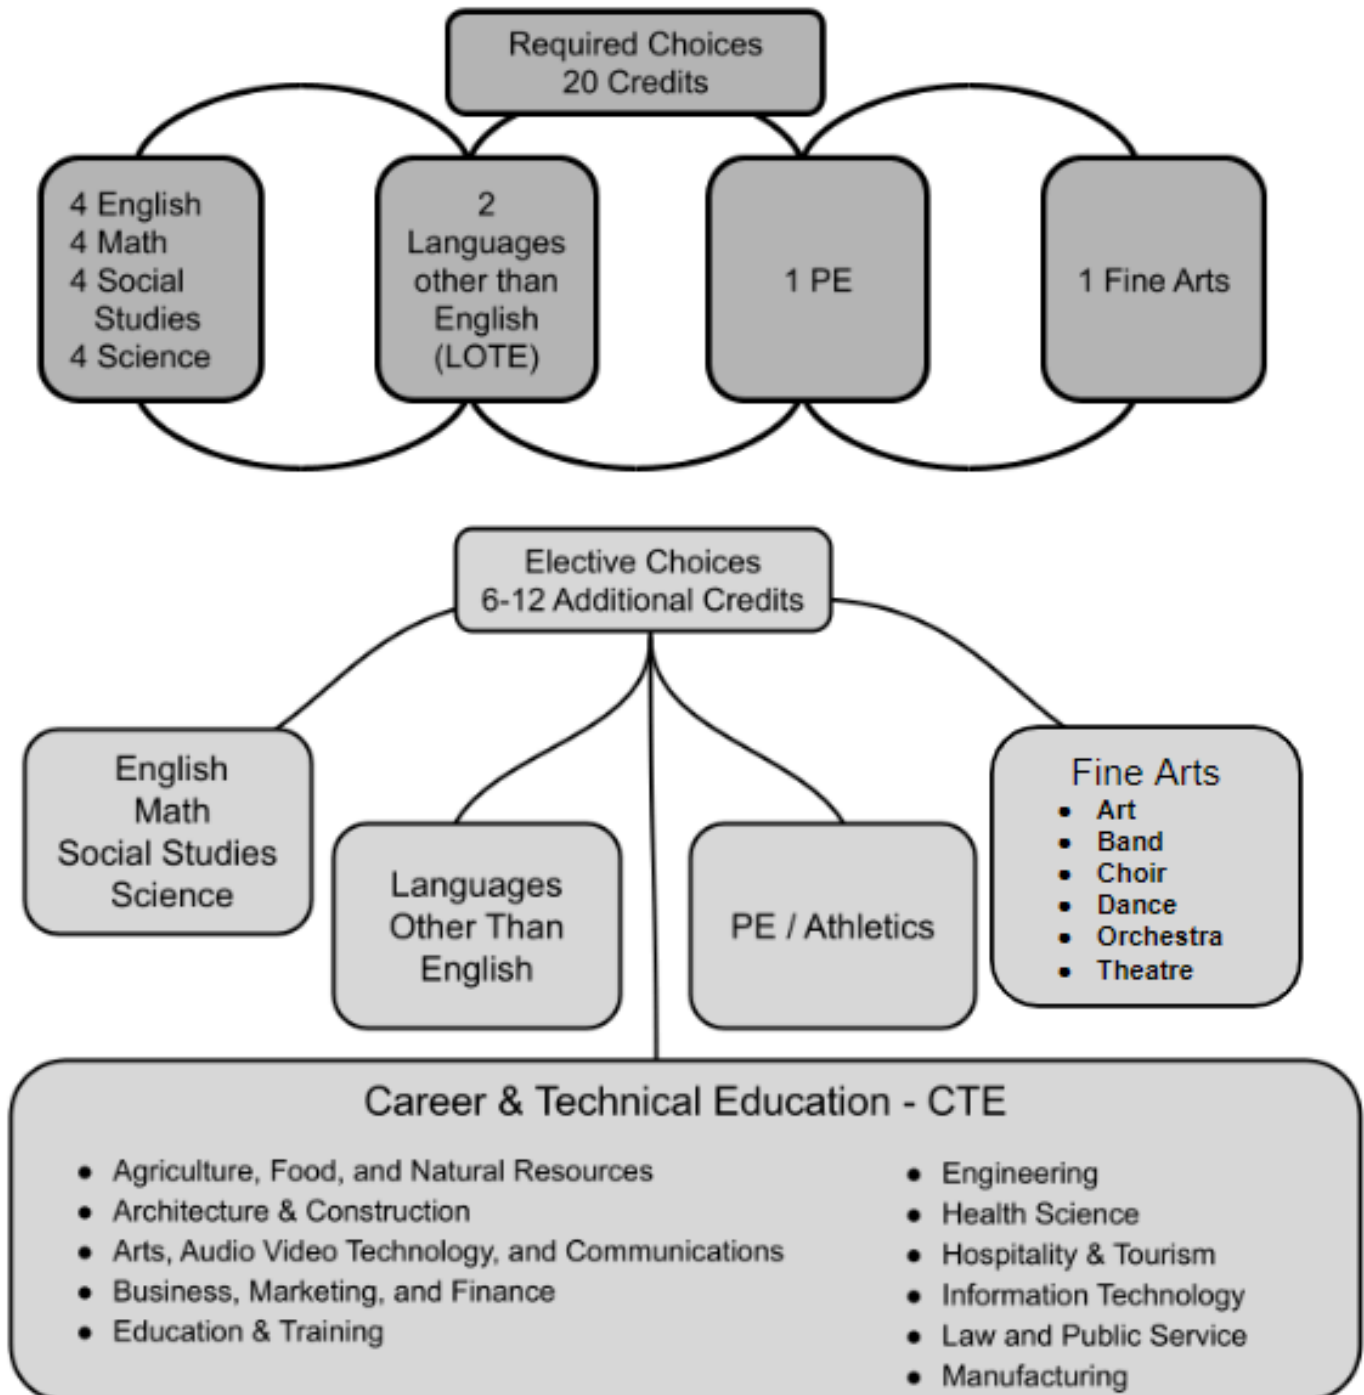 Required Choices
20 Credits
4 English
4 Math
4 Social
Studies
4 Science
2
Languages
other than
English
(LOTE)
1 PE
1 Fine Arts
Elective Choices
6-12 Additional Credits
English
Math
Social Studies
Science
Languages
Other Than
English
PE / Athletics
Fine Arts
• Art
• Band
• Choir
• Dance
• Orchestra
• Theatre
Career & Technical Education - CTE
• Agriculture, Food, and Natural Resources
• Architecture & Construction
• Arts, Audio Video Technology, and Communications
• Business, Marketing, and Finance
• Education & Training
• Engineering
• Health Science
• Hospitality & Tourism
• Information Technology
• Law and Public Service
• Manufacturing